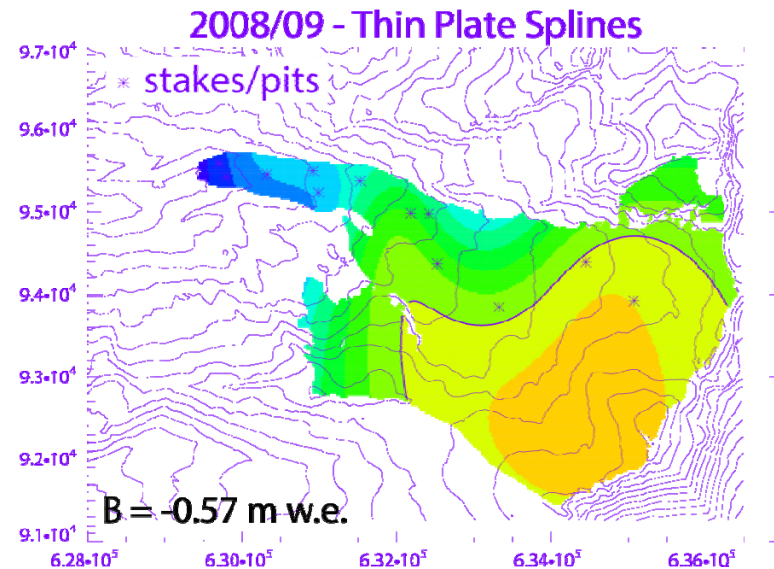 2008/09 - Thin Plate Splines
9.7•10⁴
* stakes/pits
9.6•10⁴
9.5•10⁴
9.4•10⁴
9.3•10⁴
9.2•10⁴
B = -0.57 m w.e.
9.1•10⁴
6.28•10⁵ 6.30•10⁵ 6.32•10⁵ 6.34•10⁵ 6.36•10⁵